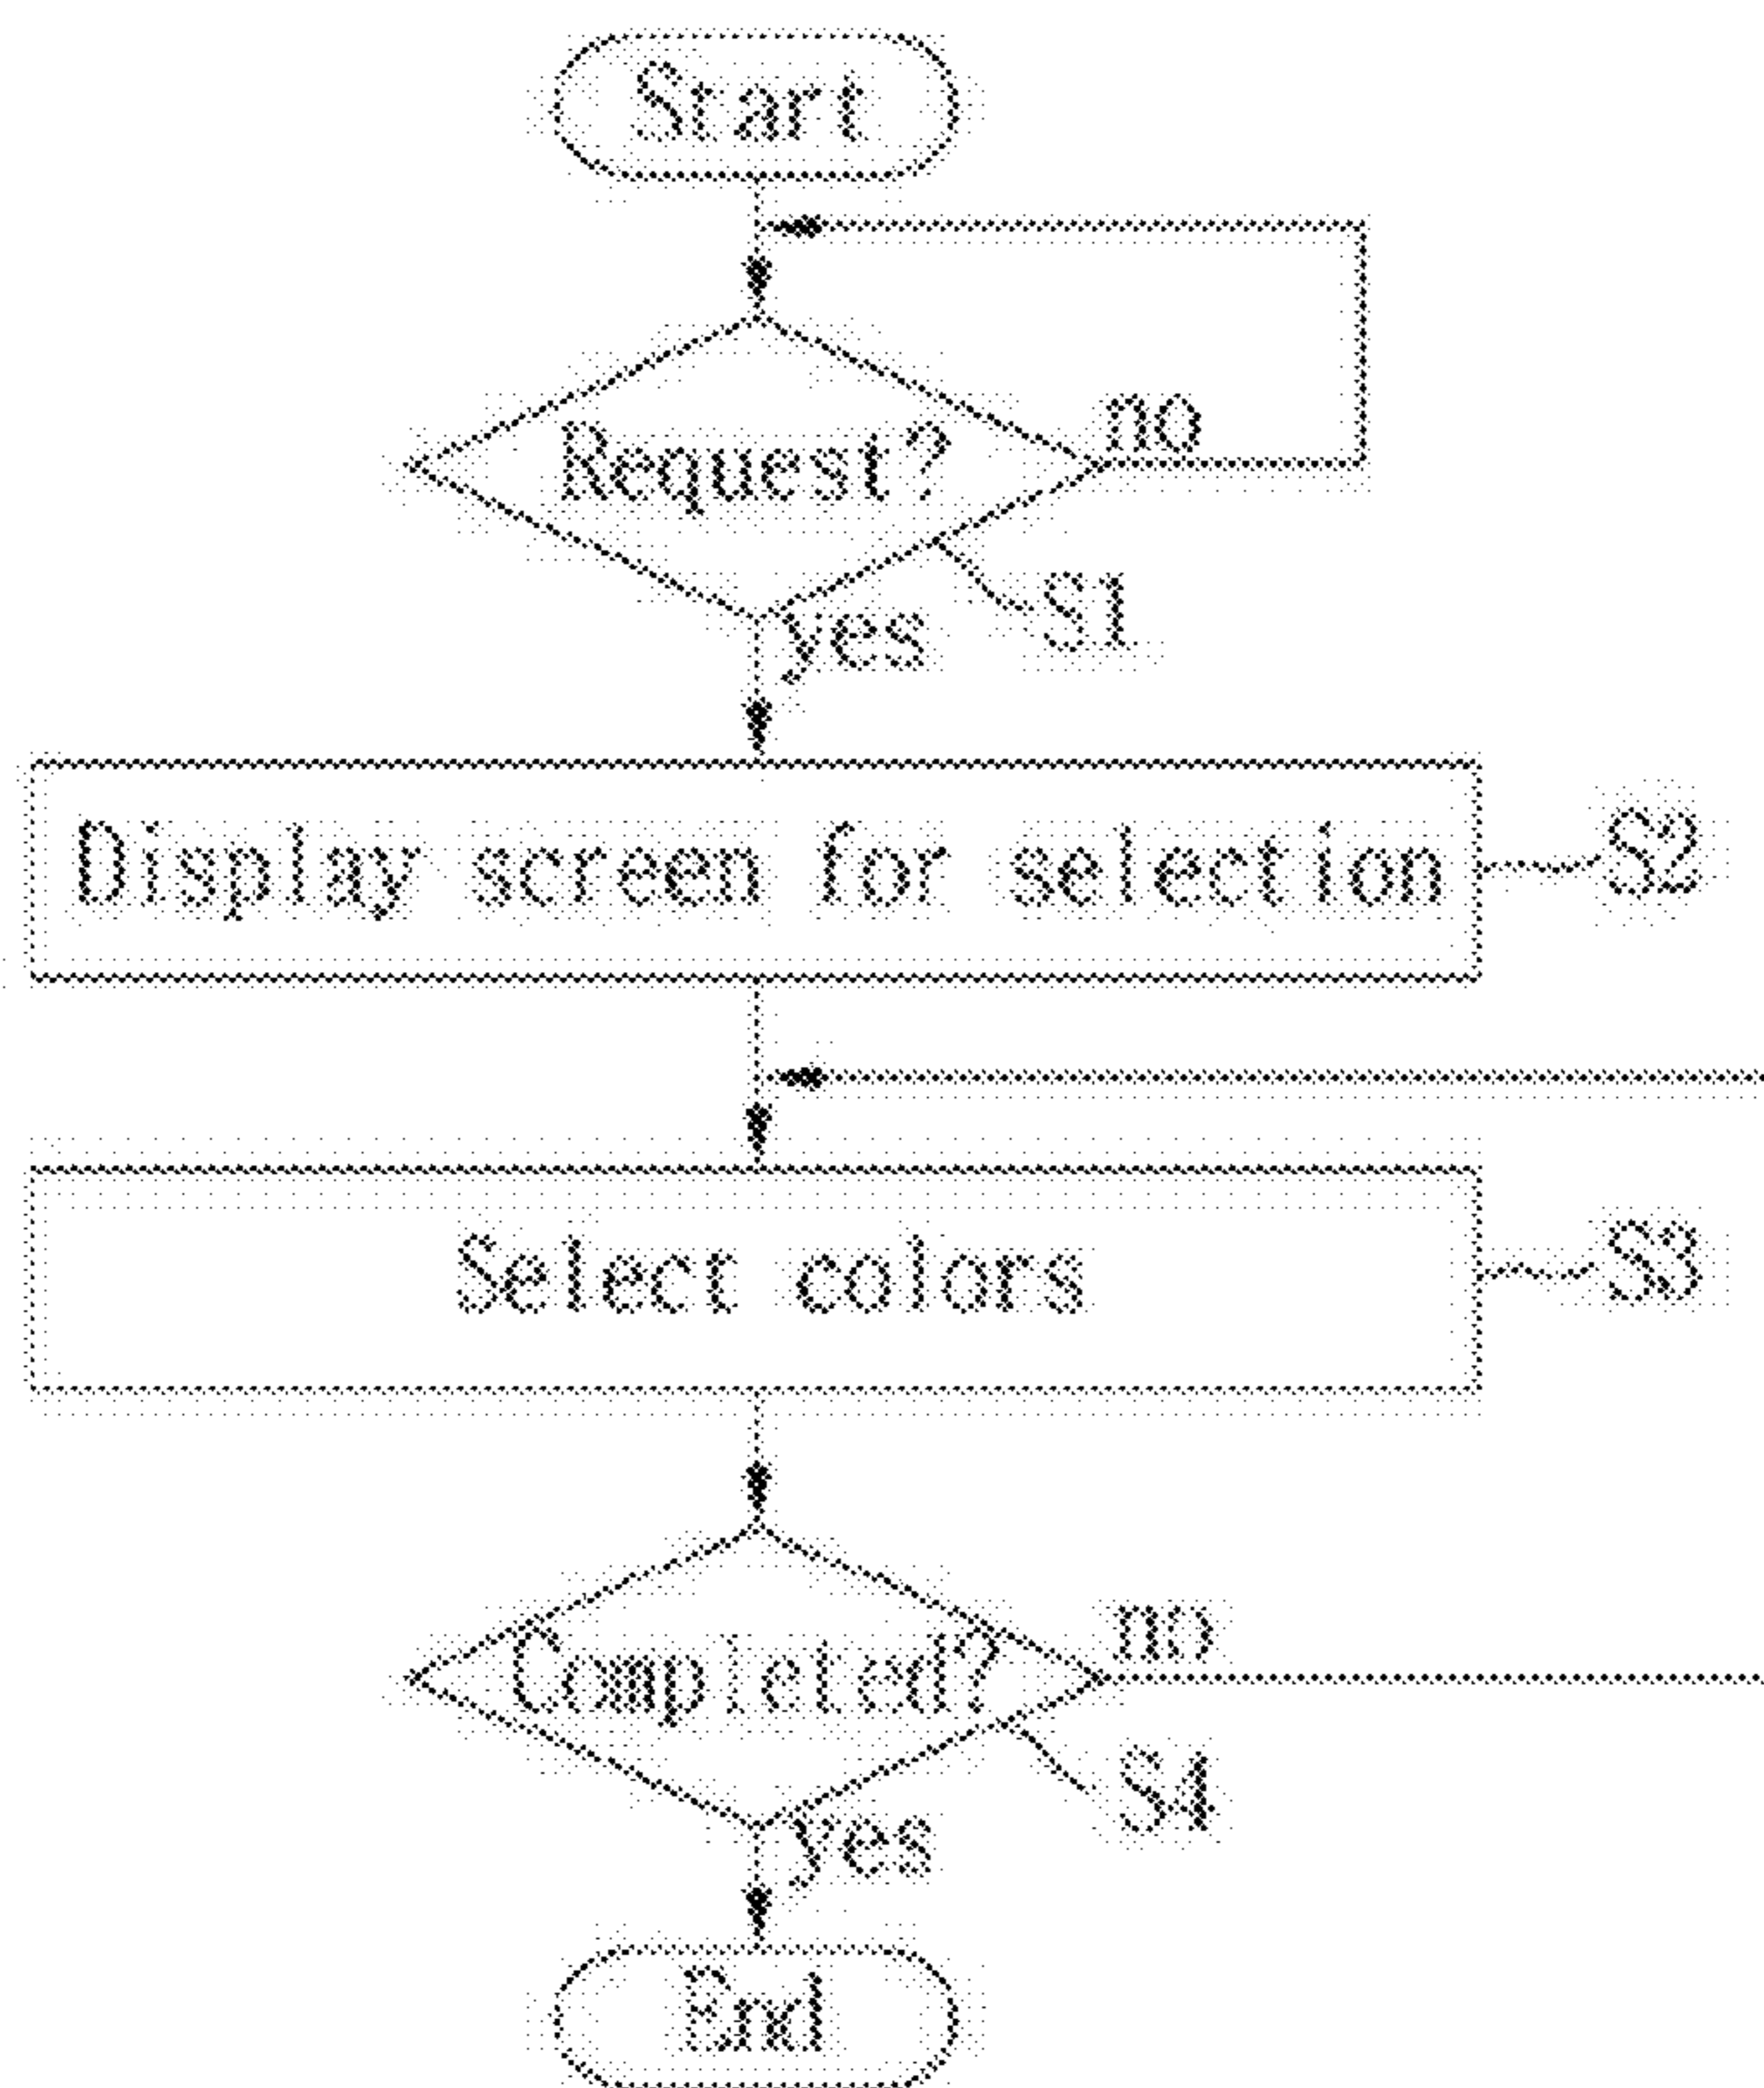 Start
no
Request?
S1
yes
Display screen for selection
S2
Select colors
S3
no
Completed?
S4
yes
End